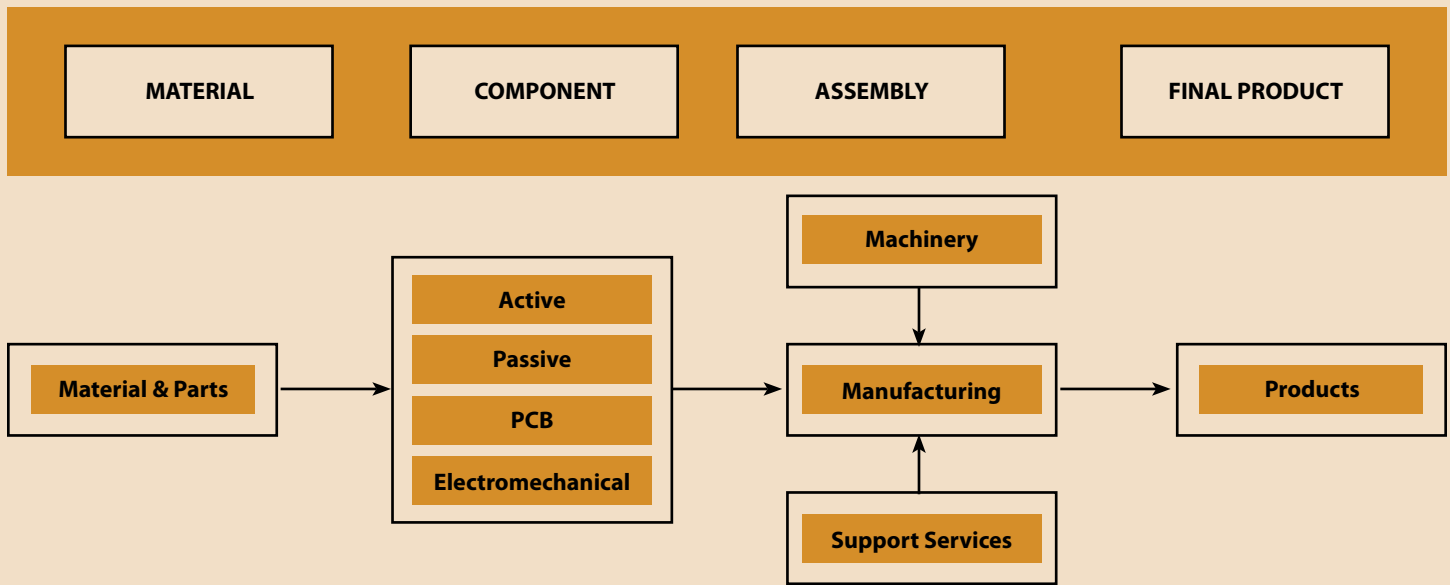 MATERIAL
COMPONENT
ASSEMBLY
FINAL PRODUCT
Machinery
Active
Passive
PCB
Electromechanical
Material & Parts
Manufacturing
Products
Support Services